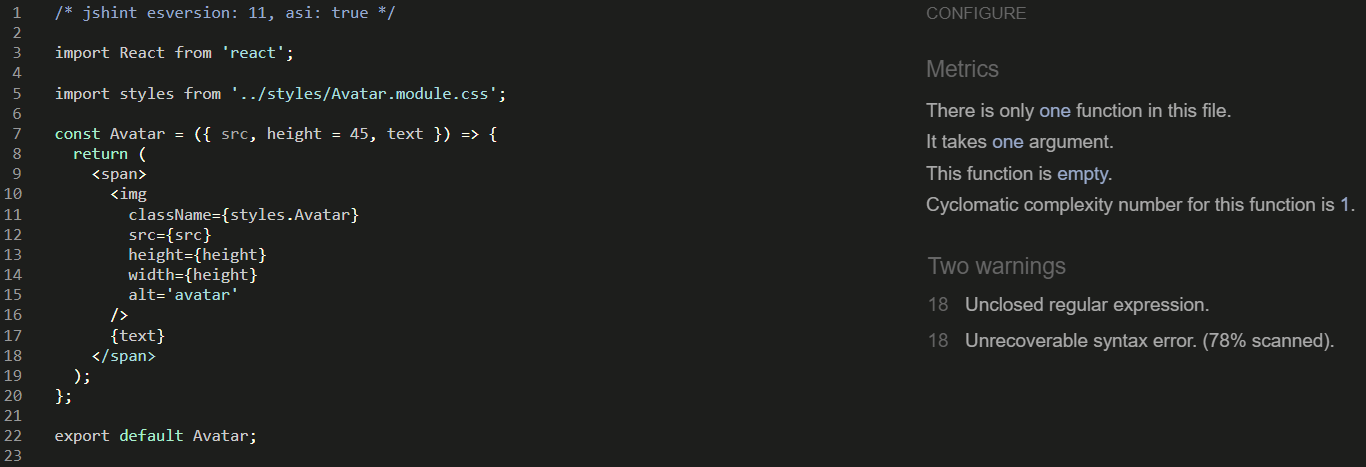 1 /* jshint esversion: 11, asi: true */
2
3 import React from 'react';
4
5 import styles from '../styles/Avatar.module.css';
6
7 const Avatar = ({ src, height = 45, text }) => {
8 return (
9 <span>
10 <img
11 className={styles.Avatar}
12 src={src}
13 height={height}
14 width={height}
15 alt='avatar'
16 />
17 {text}
18 </span>
19 );
20 };
21
22 export default Avatar;
23
CONFIGURE
Metrics
There is only one function in this file.
It takes one argument.
This function is empty.
Cyclomatic complexity number for this function is 1.
Two warnings
18 Unclosed regular expression.
18 Unrecoverable syntax error. (78% scanned).